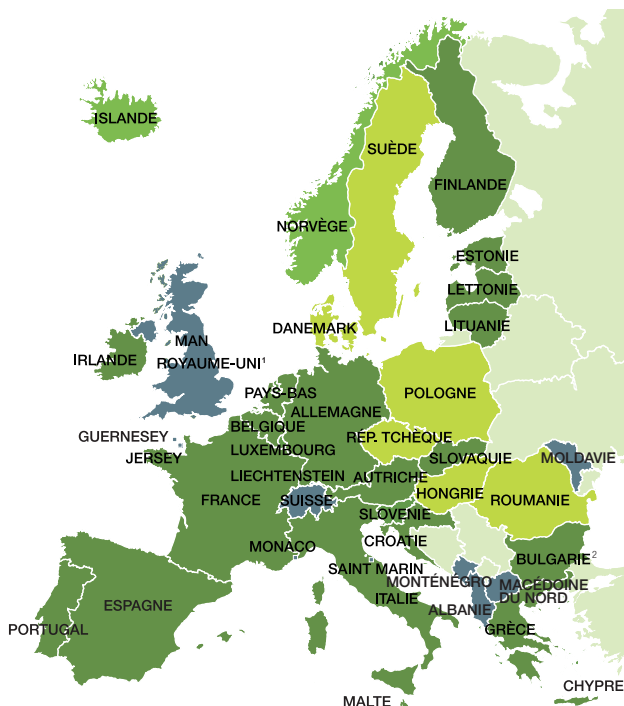 ISLANDE
SUÈDE
FINLANDE
NORVÈGE
ESTONIE
LETTONIE
LITUANIE
DANEMARK
MAN
ROYAUME-UNI¹
IRLANDE
PAYS-BAS
POLOGNE
ALLEMAGNE
BELGIQUE
GUERNESEY
RÉP. TCHÈQUE
JERSEY
LUXEMBOURG
SLOVAQUIE
MOLDAVIE
LIECHTENSTEIN
AUTRICHE
FRANCE
SUISSE
HONGRIE
ROUMANIE
SLOVENIE
CROATIE
MONACO
BULGARIE²
SAINT MARIN
MONTÉNÉGRO
MACÉDOINE
DU NORD
ESPAGNE
ITALIE
ALBANIE
PORTUGAL
GRÈCE
CHYPRE
MALTE